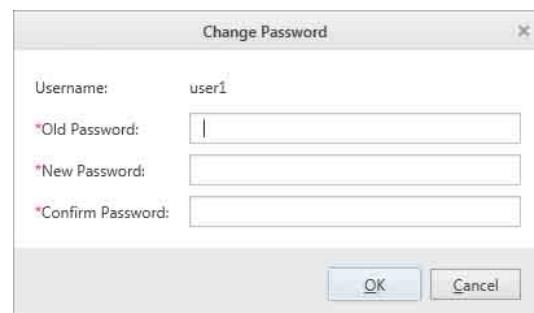 Change Password
Username: user1
*Old Password:
*New Password:
*Confirm Password:
OK Cancel